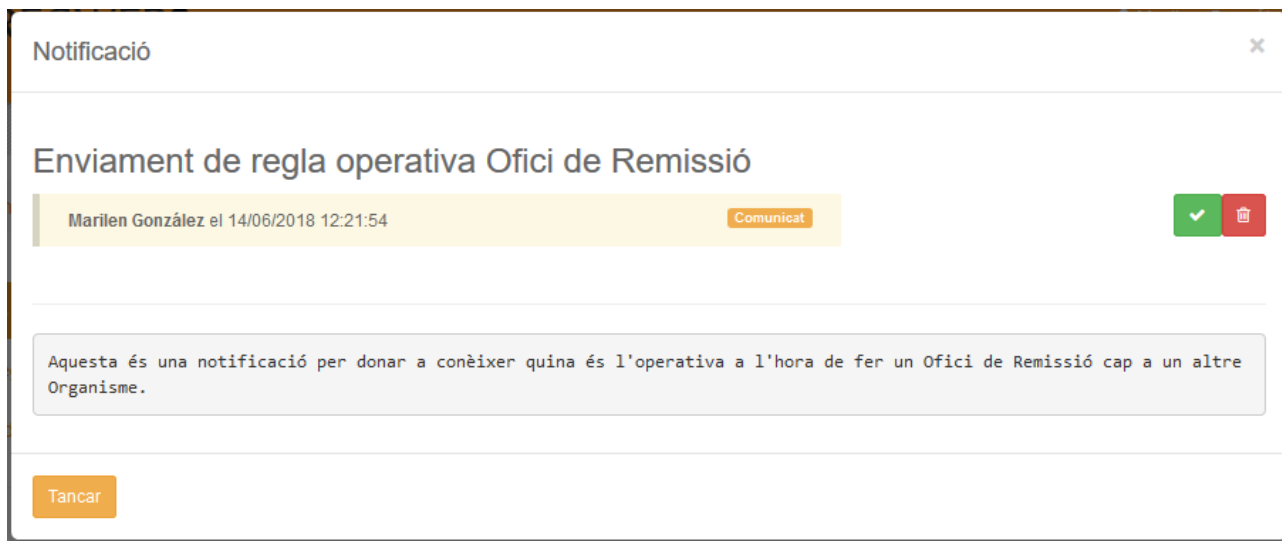 Notificació
×
Enviament de regla operativa Ofici de Remissió
Marilen González el 14/06/2018 12:21:54 Comunicat
Aquesta és una notificació per donar a conèixer quina és l'operativa a l'hora de fer un Ofici de Remissió cap a un altre
Organisme.
Tancar